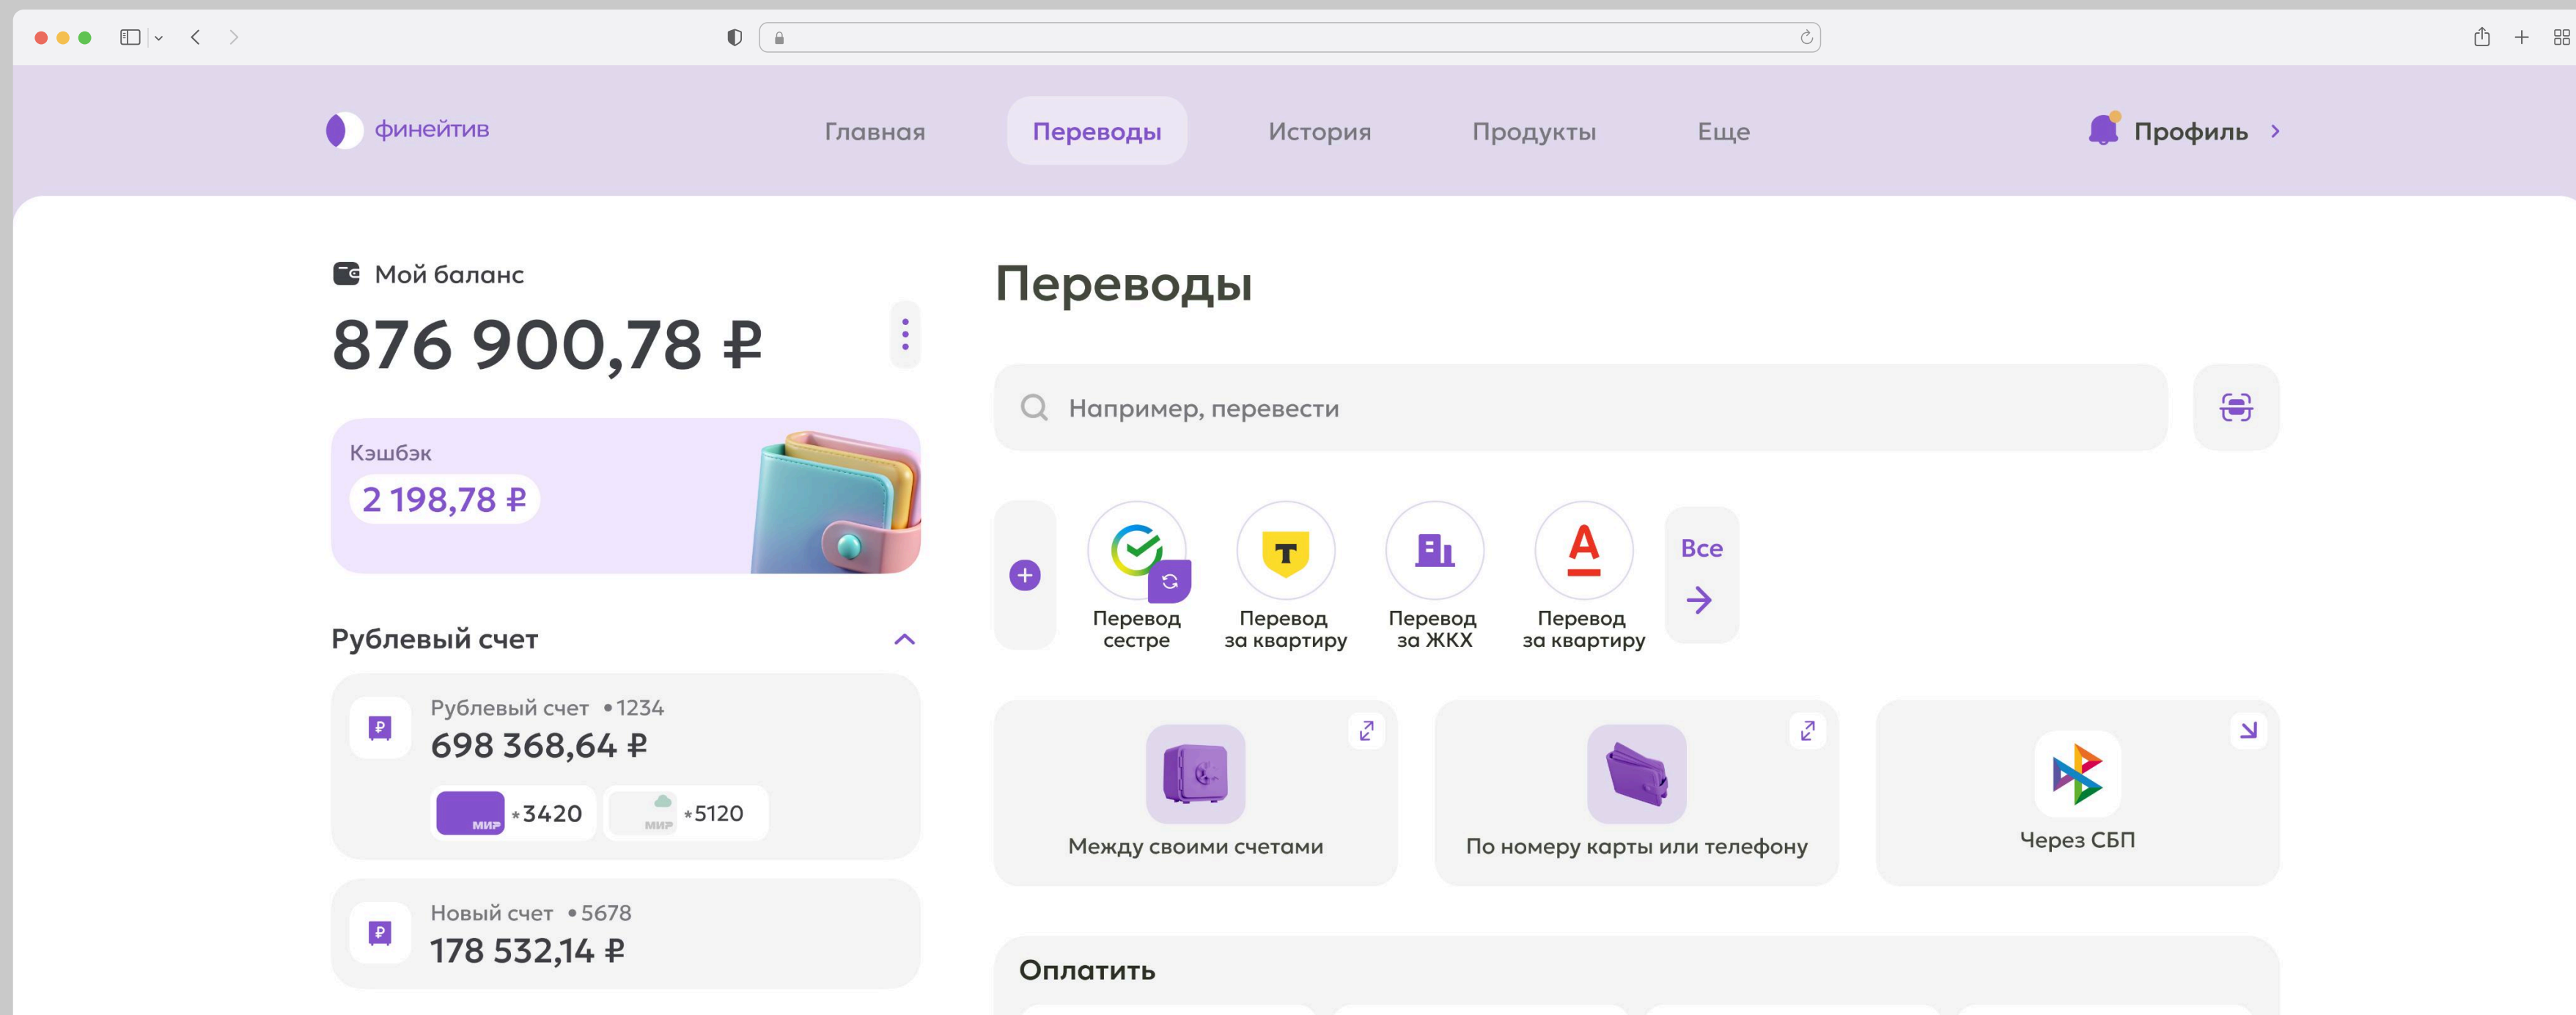 финейтив
Главная
Переводы
История
Продукты
Еще
Профиль
Мой баланс
876 900,78 ₽
Кэшбэк
2 198,78 ₽
Рублевый счет
Рублевый счет •1234
698 368,64 ₽
МИР
*3420
МИР
*5120
Новый счет •5678
178 532,14 ₽
Переводы
Например, перевести
Перевод
сестре
Т
Перевод
за квартиру
Перевод
за ЖКХ
А
Перевод
за квартиру
Все
Между своими счетами
По номеру карты или телефону
Через СБП
Оплатить